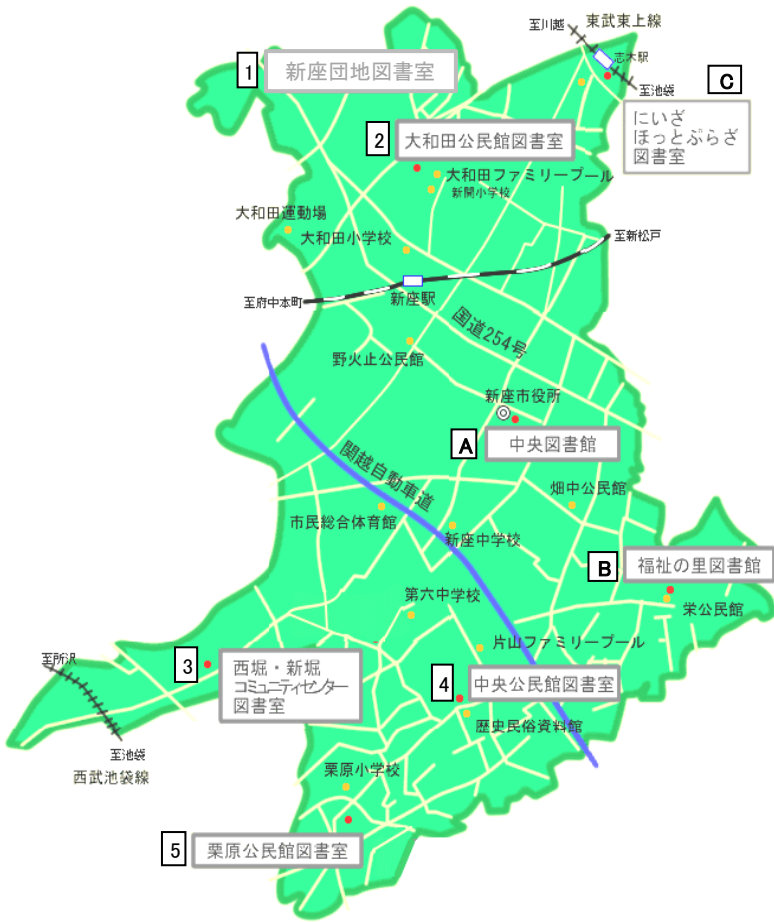 東武東上線
至川越
志木駅
至池袋
1
新座団地図書室
C
にいざ
ほっとぷらざ
図書室
2
大和田公民館図書室
大和田ファミリープール
新開小学校
大和田運動場
大和田小学校
至新松戸
至府中本町
新座駅
国道254号
野火止公民館
新座市役所
A
中央図書館
関越自動車道
畑中公民館
市民総合体育館
新座中学校
B
福祉の里図書館
栄公民館
第六中学校
片山ファミリープール
至所沢
3
西堀・新堀
コミュニティセンター
図書室
4
中央公民館図書室
歴史民俗資料館
至池袋
西武池袋線
栗原小学校
5
栗原公民館図書室